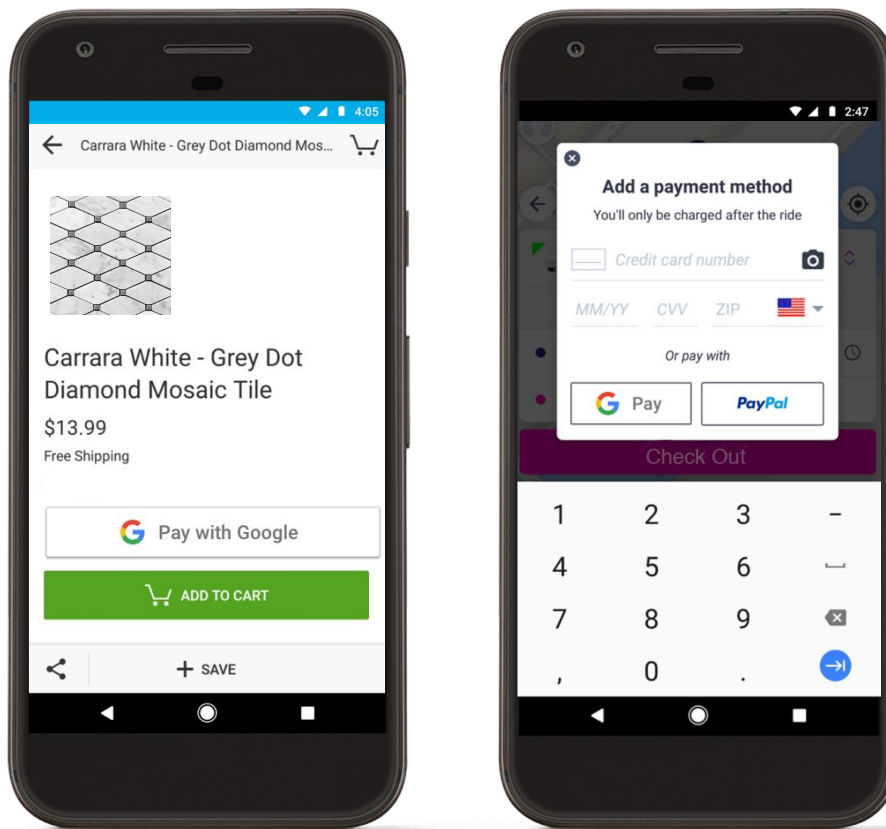 4:05
Carrara White - Grey Dot Diamond Mos...
Carrara White - Grey Dot
Diamond Mosaic Tile
$13.99
Free Shipping
G Pay with Google
ADD TO CART
+ SAVE
2:47
Add a payment method
You'll only be charged after the ride
Credit card number
MM/YY CVV ZIP
Or pay with
G Pay PayPal
Check Out
1 2 3 -
4 5 6
7 8 9
, 0 .